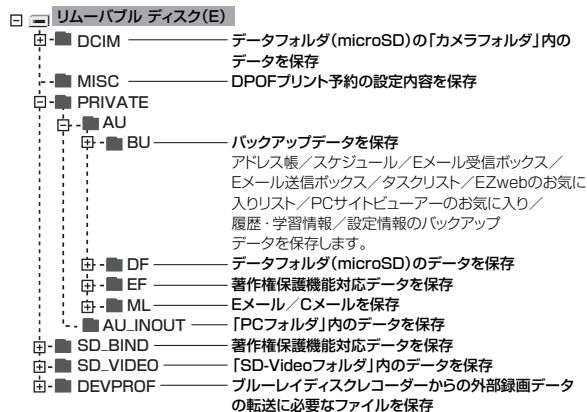 リムーバブル ディスク(E)
DCIM データフォルダ(microSD)の「カメラフォルダ」内の
データを保存
MISC DPOFプリント予約の設定内容を保存
PRIVATE
AU
BU バックアップデータを保存
アドレス帳／スケジュール／Eメール受信ボックス／
Eメール送信ボックス／タスクリスト／EZwebのお気に
入りリスト／PCサイトビューアーのお気に入り／
履歴・学習情報／設定情報のバックアップ
データを保存します。
DF データフォルダ(microSD)のデータを保存
EF 著作権保護機能対応データを保存
ML Eメール／Cメールを保存
AU_INOUT 「PCフォルダ」内のデータを保存
SD_BIND 著作権保護機能対応データを保存
SD_VIDEO 「SD-Videoフォルダ」内のデータを保存
DEVPROF ブルーレイディスクレコーダーからの外部録画データ
の転送に必要なファイルを保存